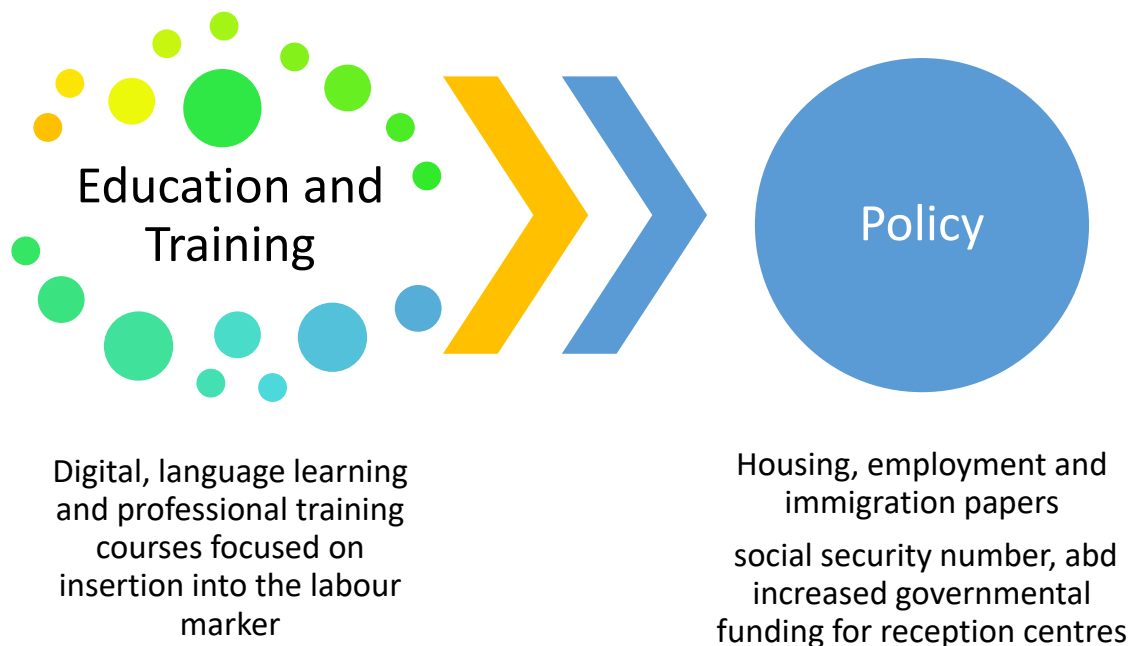 Education and
Training
Policy
Digital, language learning
and professional training
courses focused on
insertion into the labour
marker
Housing, employment and
immigration papers
social security number, abd
increased governmental
funding for reception centres